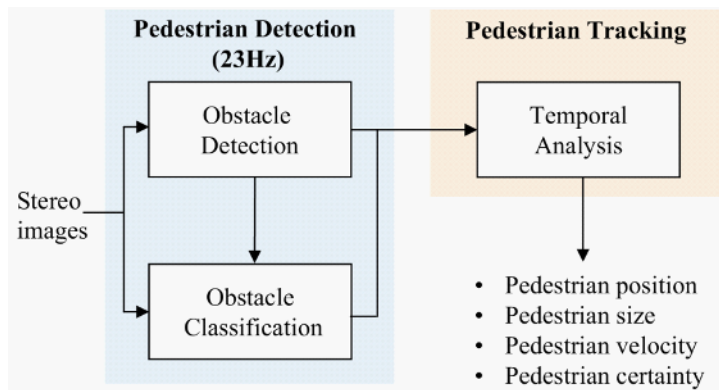 Pedestrian Detection
(23Hz)
Pedestrian Tracking
Obstacle
Detection
Temporal
Analysis
Stereo
images
Obstacle
Classification
• Pedestrian position
• Pedestrian size
• Pedestrian velocity
• Pedestrian certainty